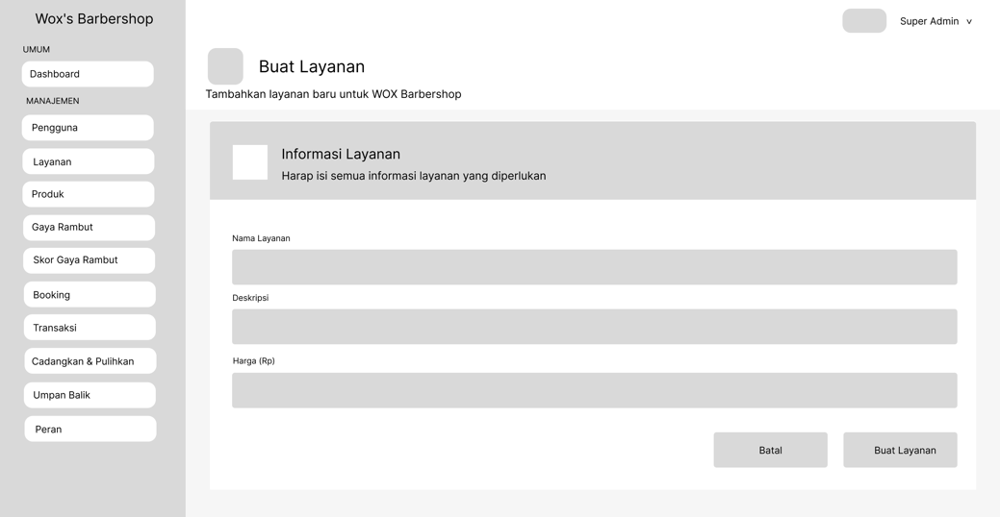 Wox's Barbershop
UMUM
Dashboard
MANAJEMEN
Pengguna
Layanan
Produk
Gaya Rambut
Skor Gaya Rambut
Booking
Transaksi
Cadangkan & Pulihkan
Umpan Balik
Peran
Super Admin v
Buat Layanan
Tambahkan layanan baru untuk WOX Barbershop
Informasi Layanan
Harap isi semua informasi layanan yang diperlukan
Nama Layanan
Deskripsi
Harga (Rp)
Batal
Buat Layanan